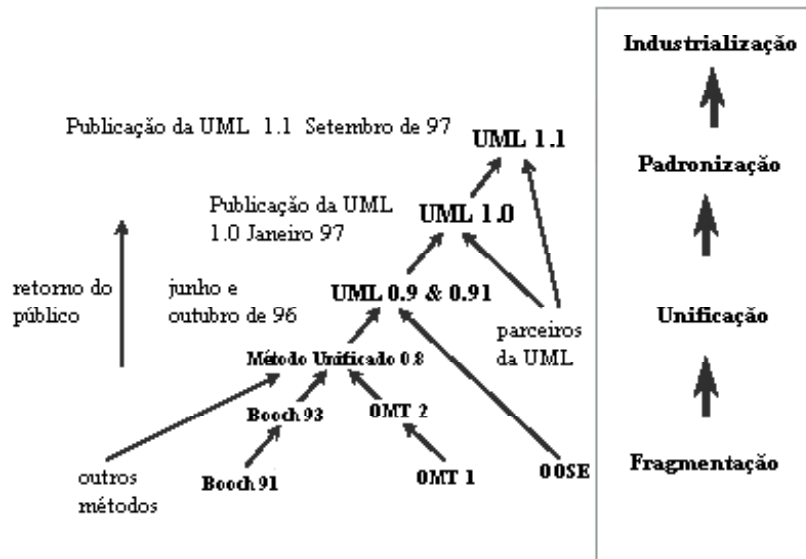 Industrialização
Publicação da UML 1.1 Setembro de 97
UML 1.1
Padronização
Publicação da UML
1.0 Janeiro 97
UML 1.0
retorno do
público
junho e
outubro de 96
UML 0.9 & 0.91
parceiros
da UML
Unificação
Método Unificado 0.8
Booch 93
OMT 2
outros
métodos
Booch 91
OMT 1
OOSE
Fragmentação